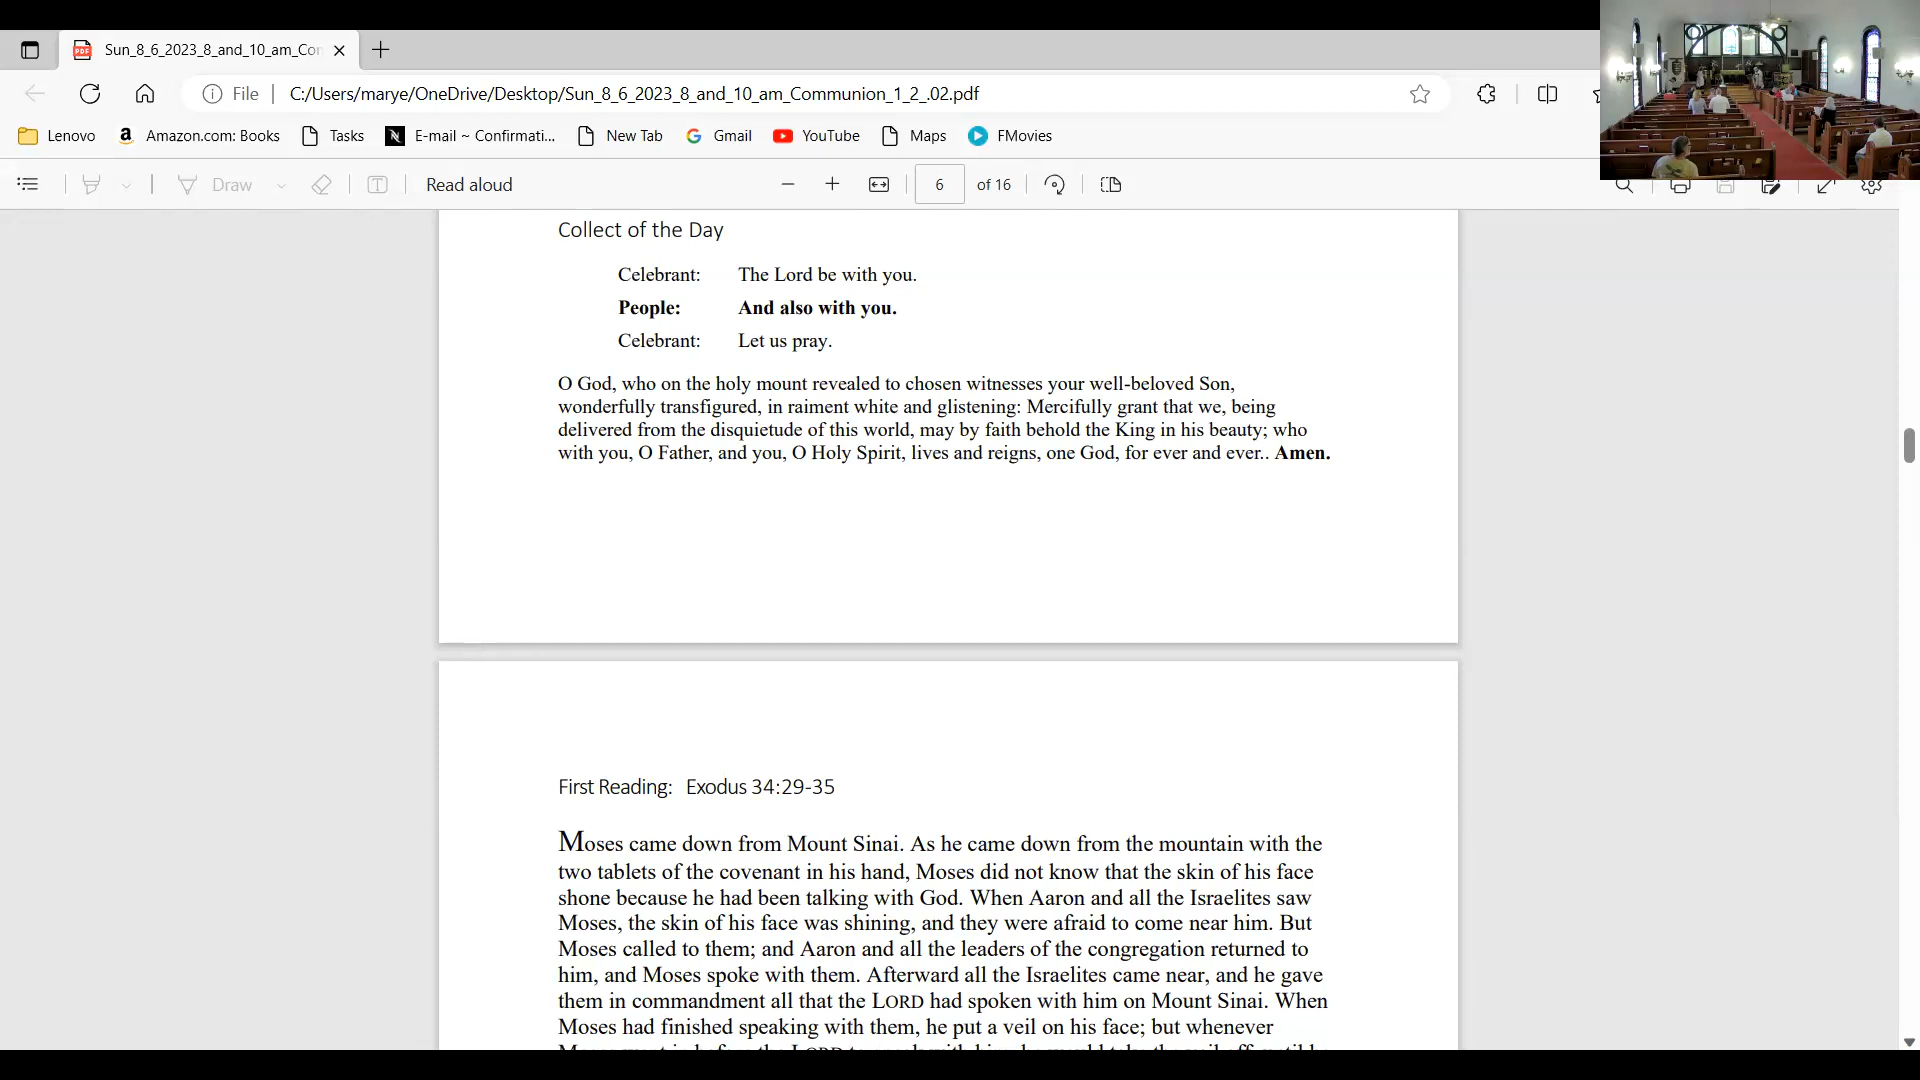 Sun_8_6_2023_8_and_10_am_Co
File
C:/Users/marye/OneDrive/Desktop/Sun_8_6_2023_8_and_10_am_Communion_1_2_.02.pdf
Lenovo
Amazon.com: Books
Tasks
E-mail ~ Confirmati...
New Tab
Gmail
YouTube
Maps
FMovies
Draw
Read aloud
6 of 16
Collect of the Day
Celebrant: The Lord be with you.
People: And also with you.
Celebrant: Let us pray.
O God, who on the holy mount revealed to chosen witnesses your well-beloved Son,
wonderfully transfigured, in raiment white and glistening: Mercifully grant that we, being
delivered from the disquietude of this world, may by faith behold the King in his beauty; who
with you, O Father, and you, O Holy Spirit, lives and reigns, one God, for ever and ever.. Amen.
First Reading: Exodus 34:29-35
Moses came down from Mount Sinai. As he came down from the mountain with the
two tablets of the covenant in his hand, Moses did not know that the skin of his face
shone because he had been talking with God. When Aaron and all the Israelites saw
Moses, the skin of his face was shining, and they were afraid to come near him. But
Moses called to them; and Aaron and all the leaders of the congregation returned to
him, and Moses spoke with them. Afterward all the Israelites came near, and he gave
them in commandment all that the LORD had spoken with him on Mount Sinai. When
Moses had finished speaking with them, he put a veil on his face; but whenever